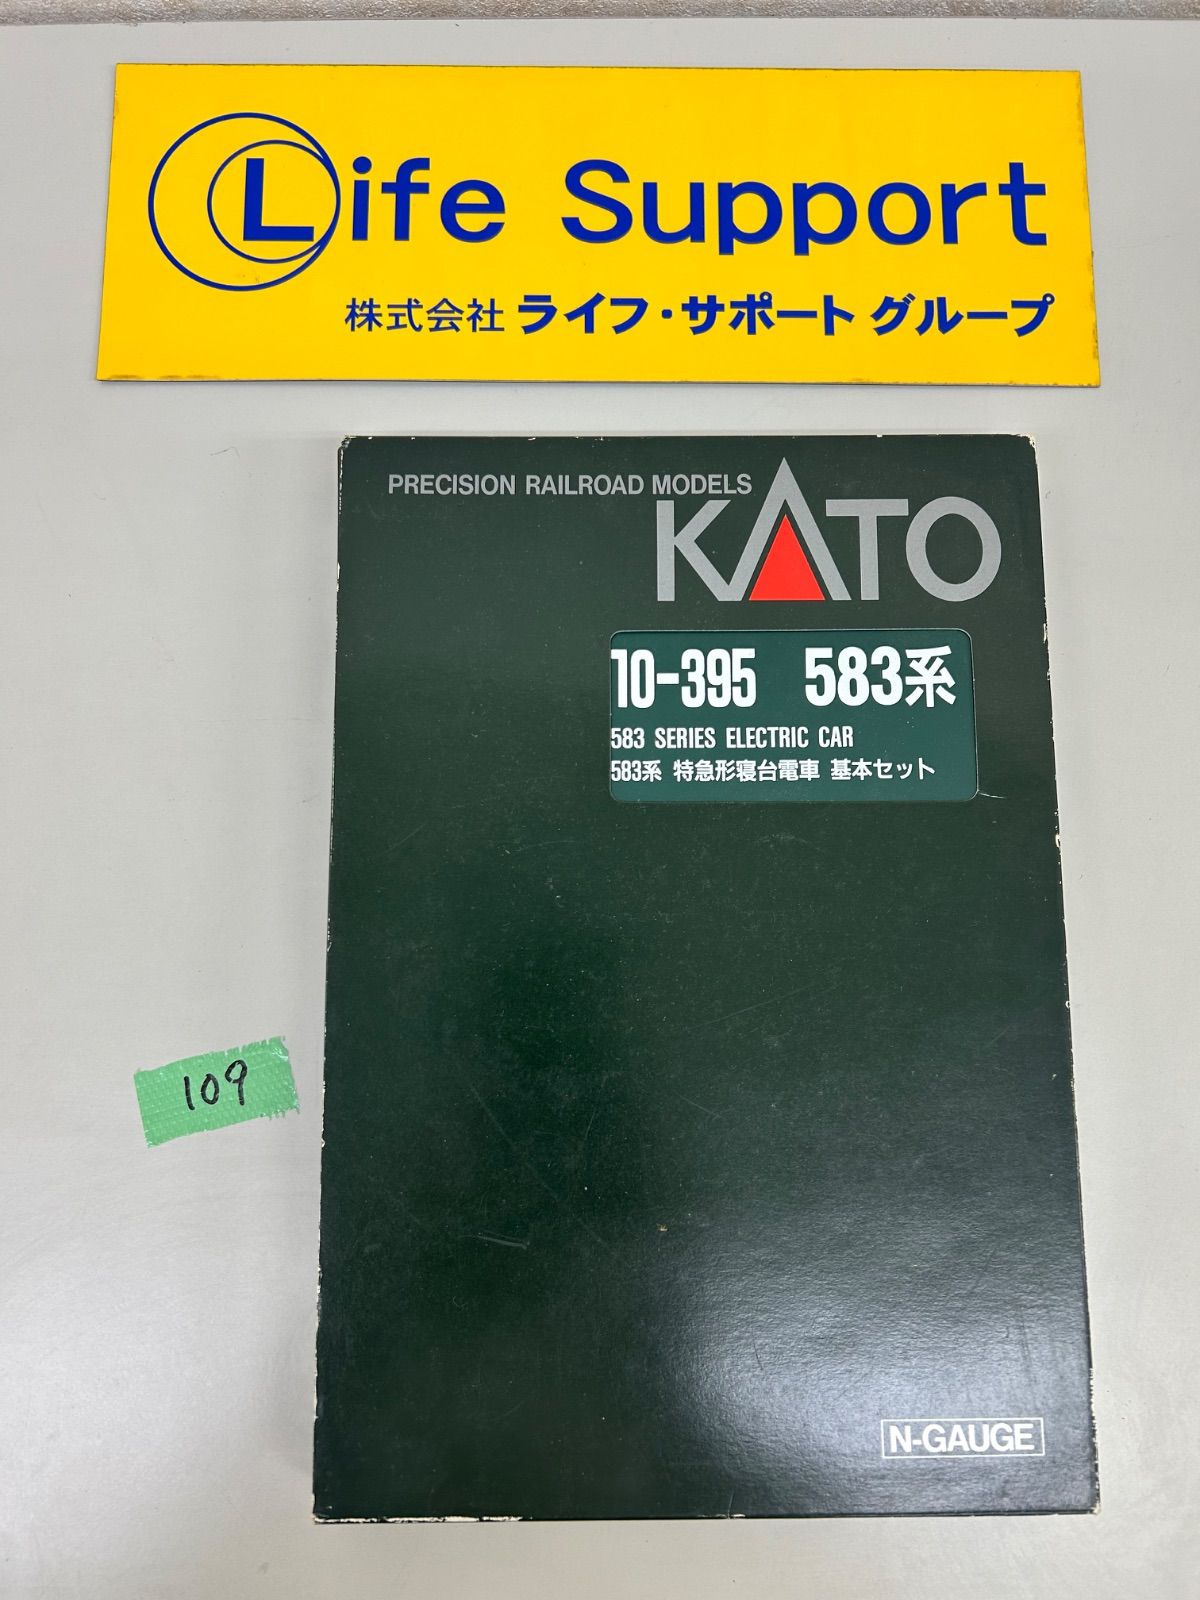 Life Support
株式会社 ライフ・サポート グループ
PRECISION RAILROAD MODELS
KATO
10-395 583系
583 SERIES ELECTRIC CAR
583系 特急形寝台電車 基本セット
109
N-GAUGE